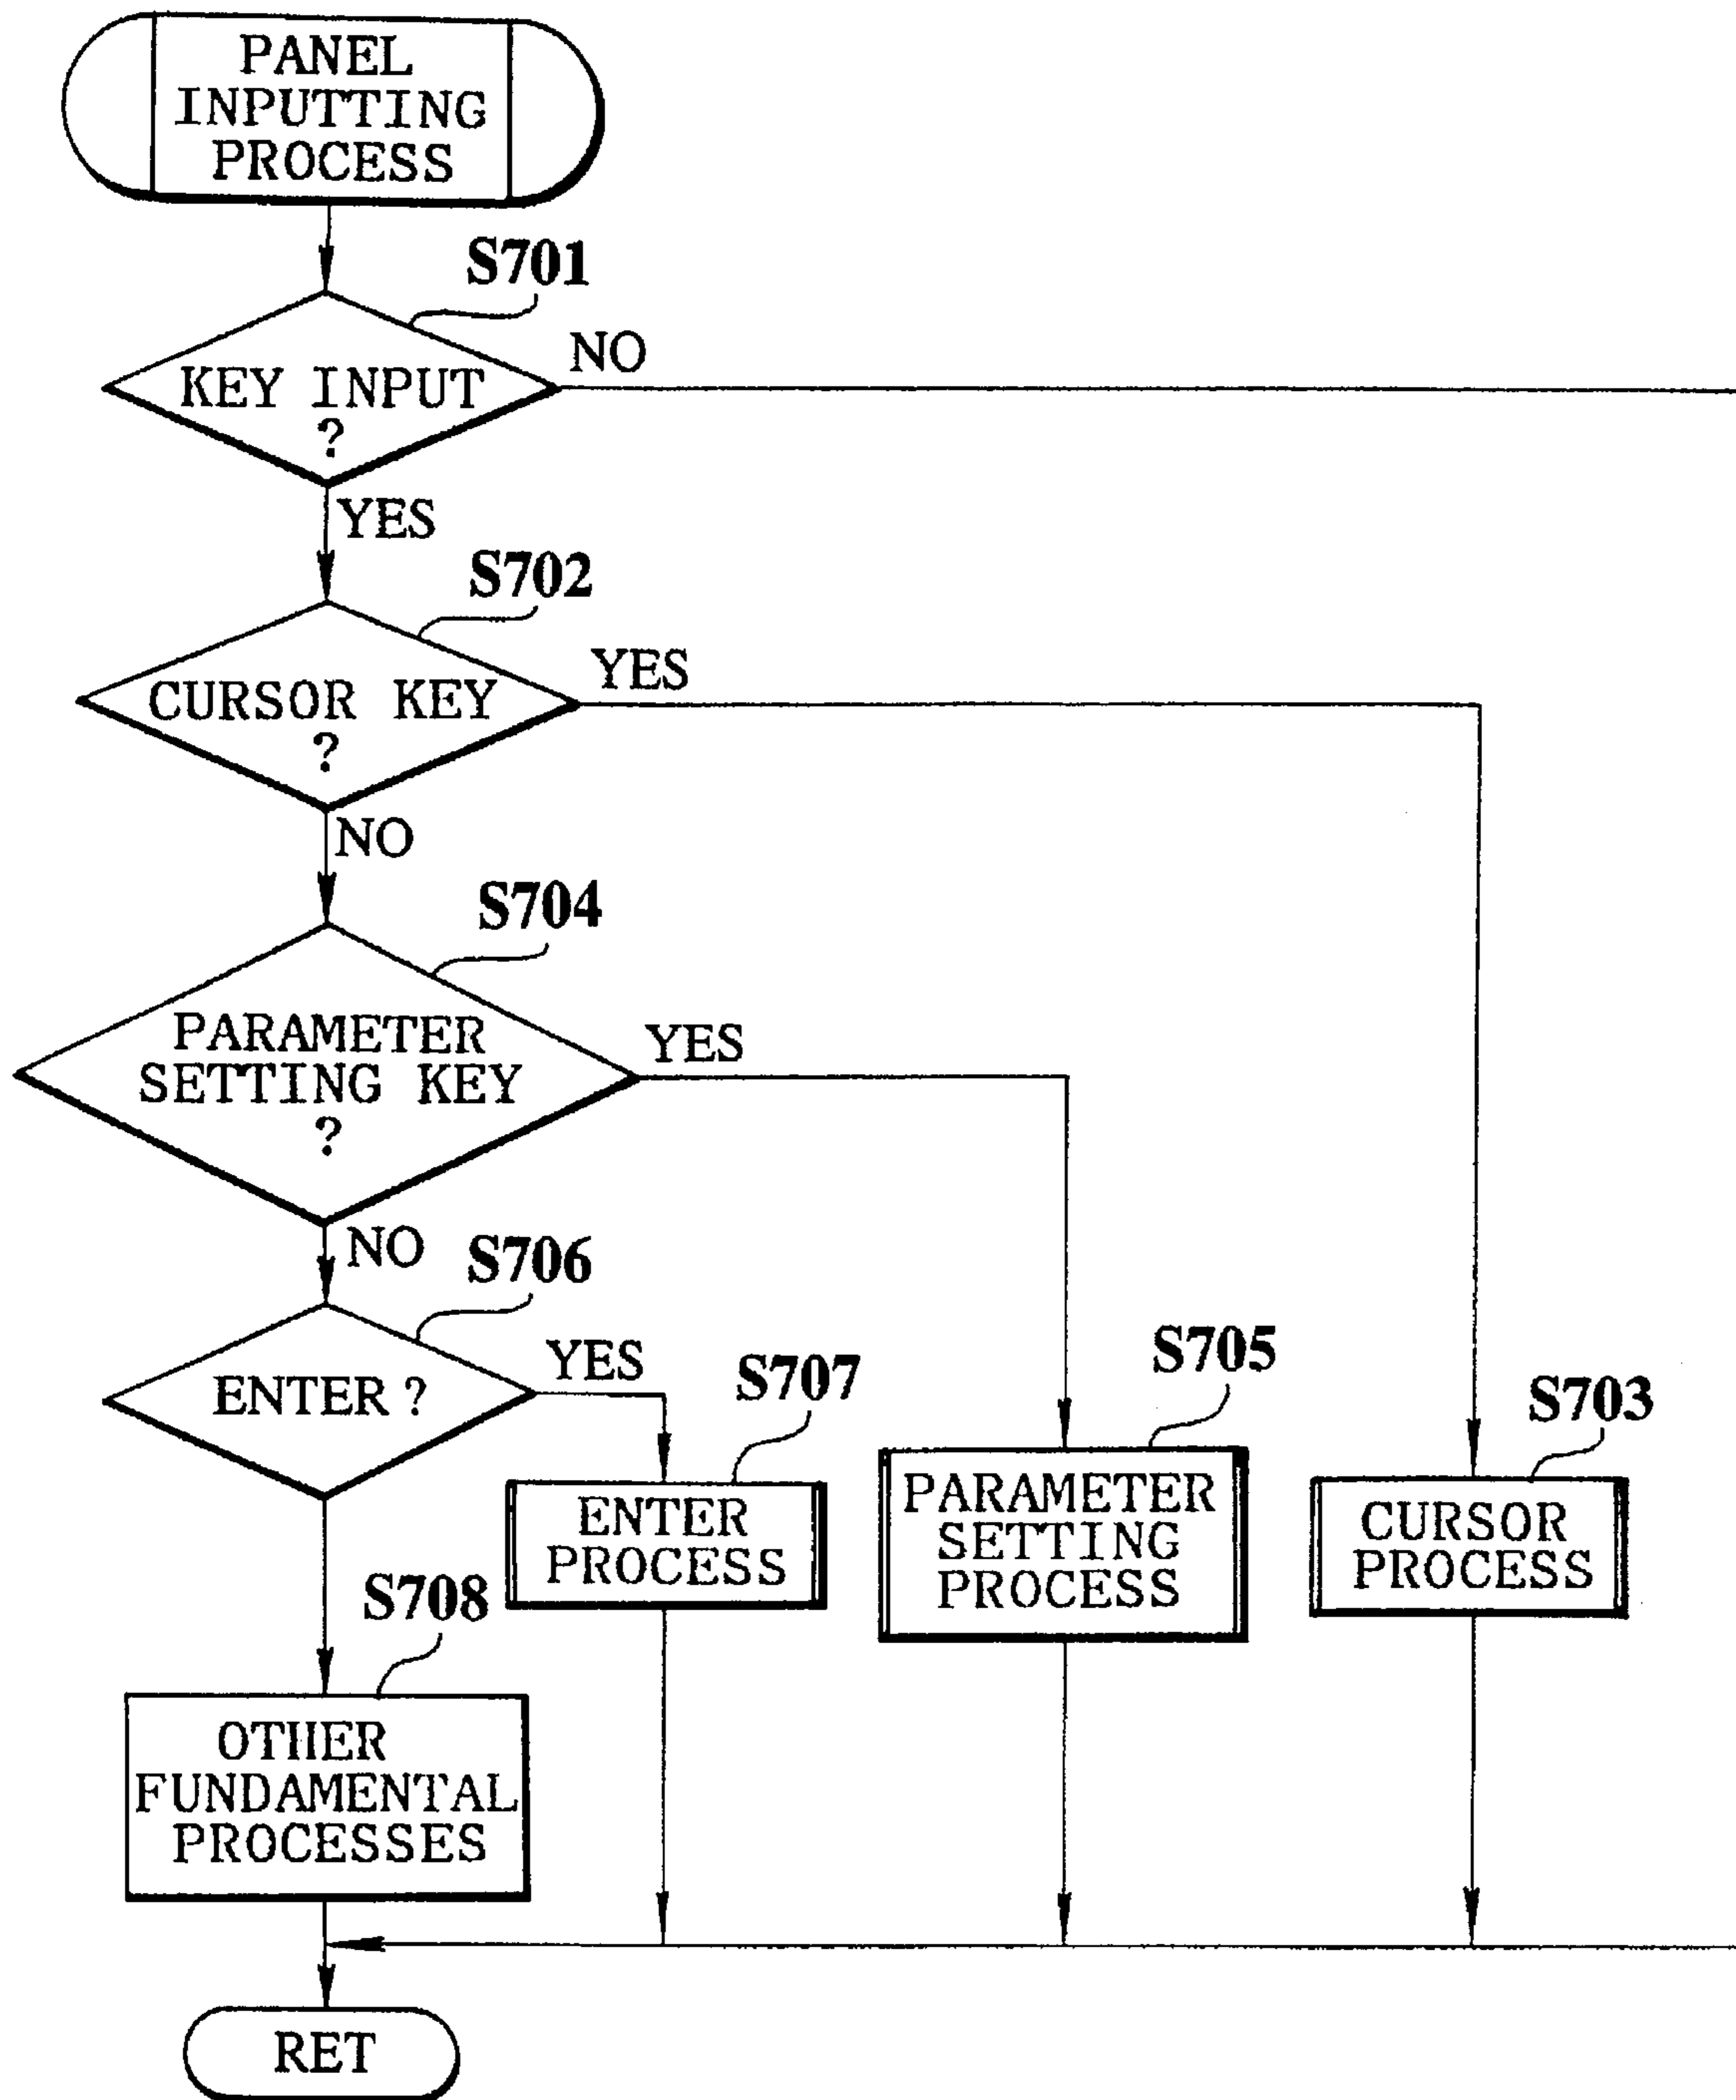 PANEL
INPUTTING
PROCESS
S701
KEY INPUT
?
NO
YES
S702
CURSOR KEY
?
YES
NO
S704
PARAMETER
SETTING KEY
?
YES
NO
S706
ENTER ?
YES
S707
ENTER
PROCESS
S705
PARAMETER
SETTING
PROCESS
S703
CURSOR
PROCESS
S708
OTHER
FUNDAMENTAL
PROCESSES
RET